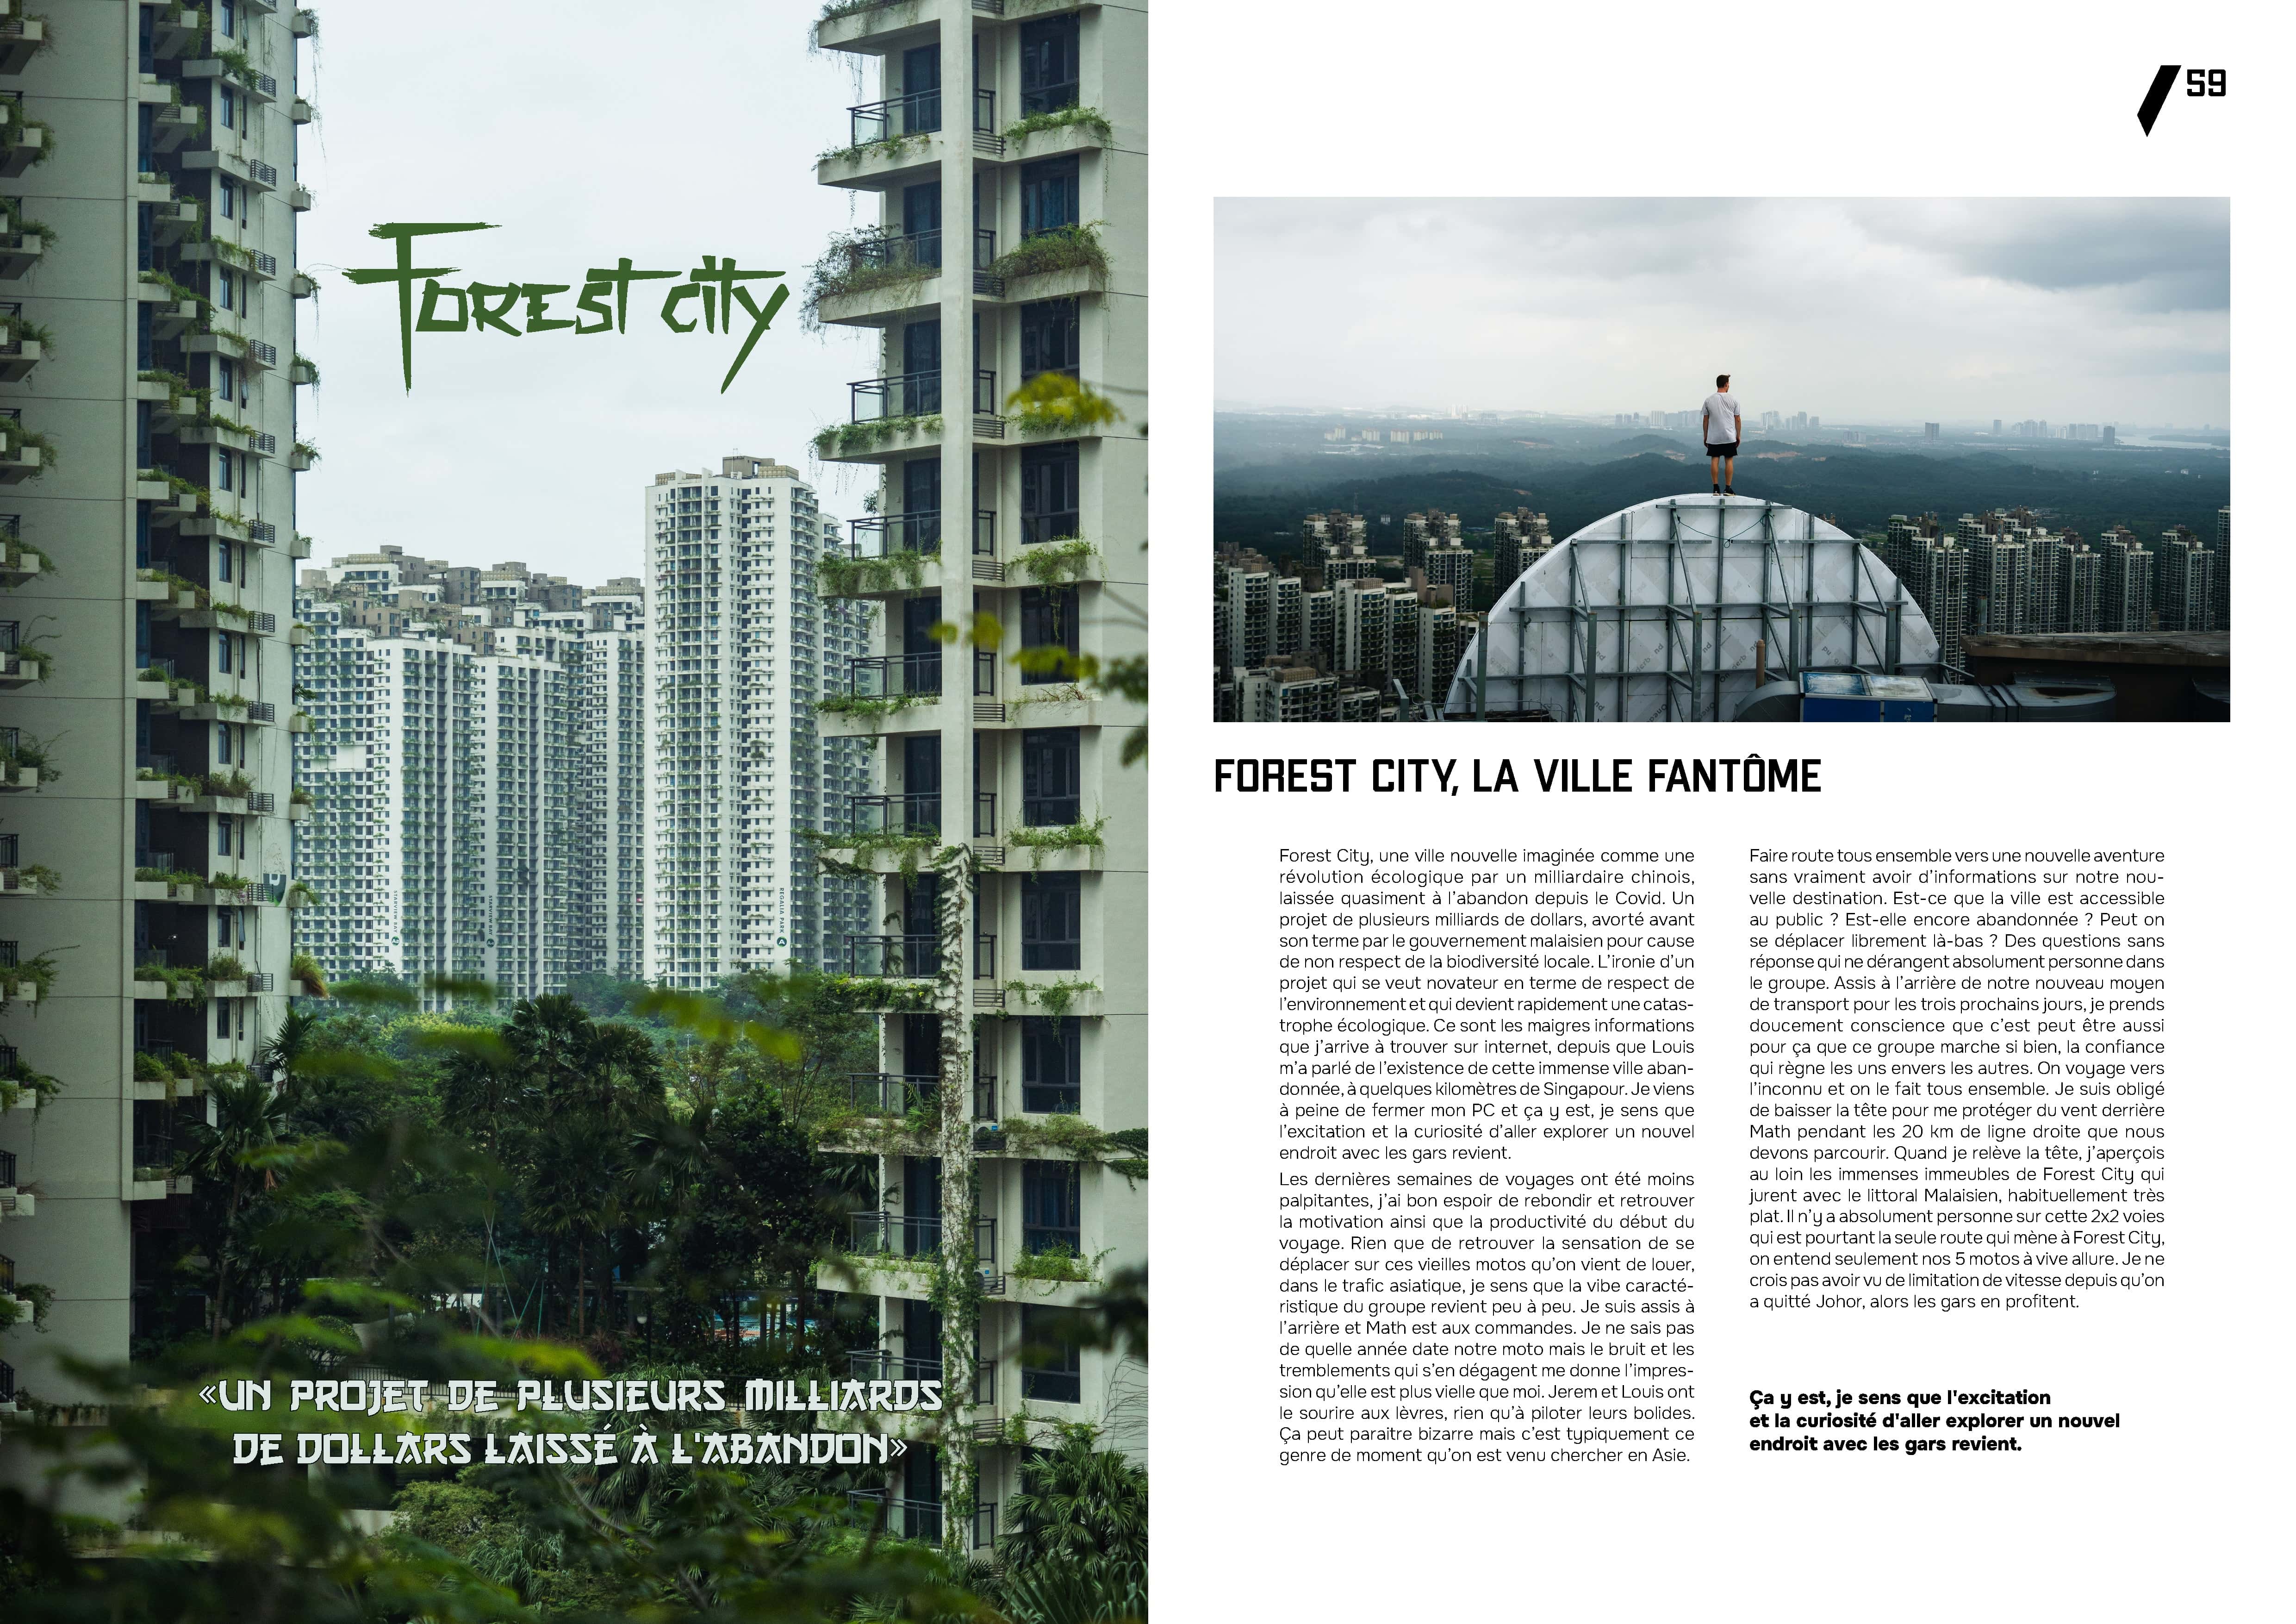 Forest city
STARVIEW BAY
STARVIEW BAY
REGALIA PARK
«UN PROJET DE PLUSIEURS MILLIARDS
DE DOLLARS LAISSÉ À L'ABANDON»
59
FOREST CITY, LA VILLE FANTÔME
Forest City, une ville nouvelle imaginée comme une
révolution écologique par un milliardaire chinois,
laissée quasiment à l’abandon depuis le Covid. Un
projet de plusieurs milliards de dollars, avorté avant
son terme par le gouvernement malaisien pour cause
de non respect de la biodiversité locale. L’ironie d’un
projet qui se veut novateur en terme de respect de
l’environnement et qui devient rapidement une catas-
trophe écologique. Ce sont les maigres informations
que j’arrive à trouver sur internet, depuis que Louis
m’a parlé de l’existence de cette immense ville aban-
donnée, à quelques kilomètres de Singapour. Je viens
à peine de fermer mon PC et ça y est, je sens que
l’excitation et la curiosité d’aller explorer un nouvel
endroit avec les gars revient.
Les dernières semaines de voyages ont été moins
palpitantes, j’ai bon espoir de rebondir et retrouver
la motivation ainsi que la productivité du début du
voyage. Rien que de retrouver la sensation de se
déplacer sur ces vieilles motos qu’on vient de louer,
dans le trafic asiatique, je sens que la vibe caracté-
ristique du groupe revient peu à peu. Je suis assis à
l’arrière et Math est aux commandes. Je ne sais pas
de quelle année date notre moto mais le bruit et les
tremblements qui s’en dégagent me donne l’impres-
sion qu’elle est plus vielle que moi. Jerem et Louis ont
le sourire aux lèvres, rien qu’à piloter leurs bolides.
Ça peut paraitre bizarre mais c’est typiquement ce
genre de moment qu’on est venu chercher en Asie.
Faire route tous ensemble vers une nouvelle aventure
sans vraiment avoir d’informations sur notre nou-
velle destination. Est-ce que la ville est accessible
au public ? Est-elle encore abandonnée ? Peut on
se déplacer librement là-bas ? Des questions sans
réponse qui ne dérangent absolument personne dans
le groupe. Assis à l’arrière de notre nouveau moyen
de transport pour les trois prochains jours, je prends
doucement conscience que c’est peut être aussi
pour ça que ce groupe marche si bien, la confiance
qui règne les uns envers les autres. On voyage vers
l’inconnu et on le fait tous ensemble. Je suis obligé
de baisser la tête pour me protéger du vent derrière
Math pendant les 20 km de ligne droite que nous
devons parcourir. Quand je relève la tête, j’aperçois
au loin les immenses immeubles de Forest City qui
jurent avec le littoral Malaisien, habituellement très
plat. Il n’y a absolument personne sur cette 2x2 voies
qui est pourtant la seule route qui mène à Forest City,
on entend seulement nos 5 motos à vive allure. Je ne
crois pas avoir vu de limitation de vitesse depuis qu’on
a quitté Johor, alors les gars en profitent.
Ça y est, je sens que l'excitation
et la curiosité d'aller explorer un nouvel
endroit avec les gars revient.